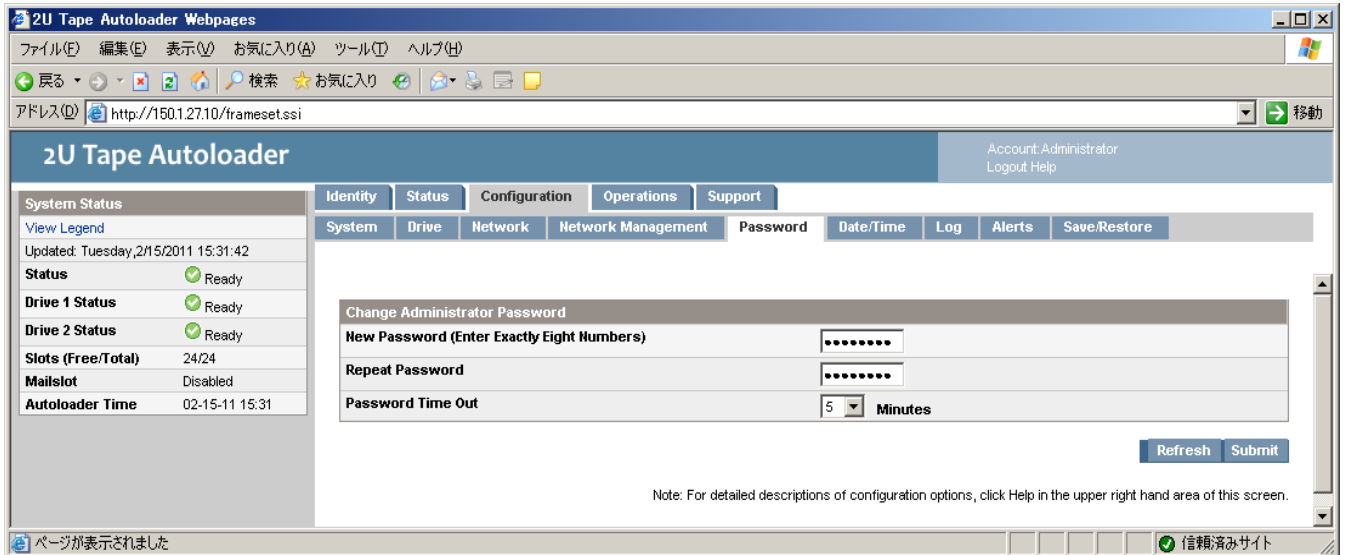 2U Tape Autoloader Webpages
ファイル(F) 編集(E) 表示(V) お気に入り(A) ツール(T) ヘルプ(H)
戻る 検索 お気に入り
アドレス(D) http://150.1.27.10/frameset.ssi 移動
2U Tape Autoloader
Account:Administrator
Logout Help
System Status
View Legend
Updated: Tuesday,2/15/2011 15:31:42
Status Ready
Drive 1 Status Ready
Drive 2 Status Ready
Slots (Free/Total) 24/24
Mailslot Disabled
Autoloader Time 02-15-11 15:31
Identity Status Configuration Operations Support
System Drive Network Network Management Password Date/Time Log Alerts Save/Restore
Change Administrator Password
New Password (Enter Exactly Eight Numbers) ••••••••
Repeat Password ••••••••
Password Time Out 5 Minutes
Refresh Submit
Note: For detailed descriptions of configuration options, click Help in the upper right hand area of this screen.
ページが表示されました 信頼済みサイト